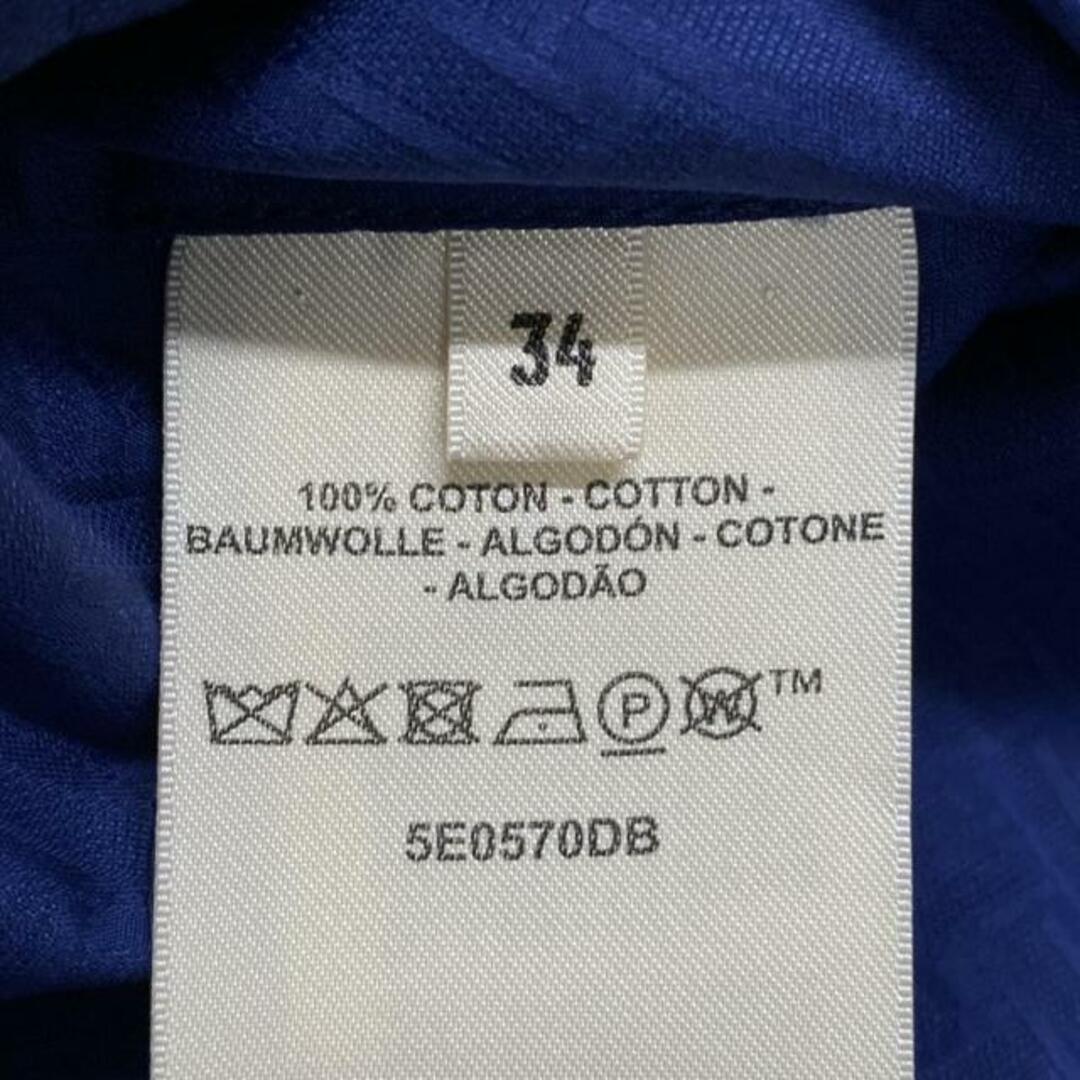 34
100% COTON - COTTON -
BAUMWOLLE - ALGODÓN - COTONE
- ALGODÃO
P W TM
5E0570DB